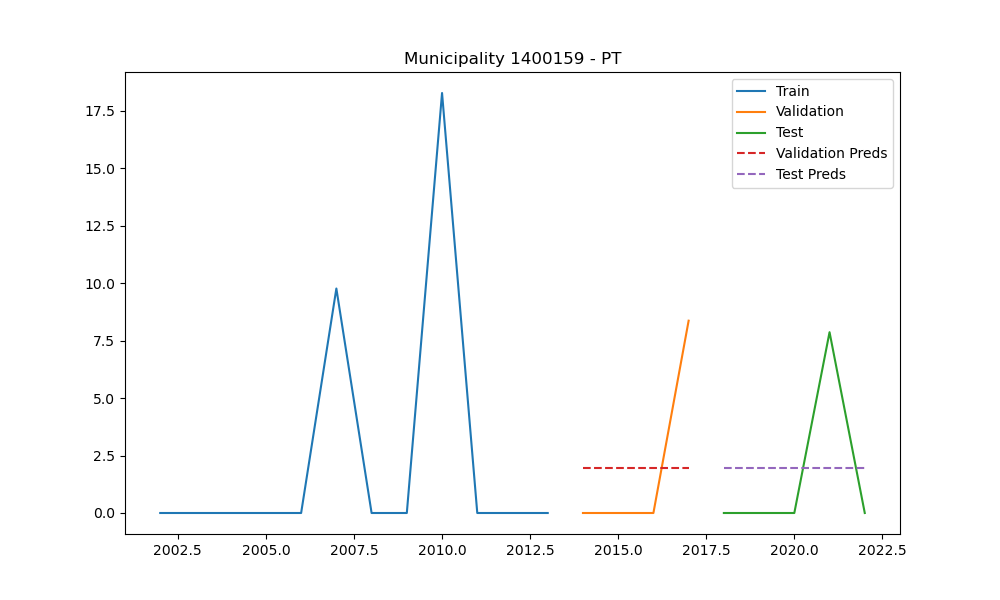 Municipality 1400159 - PT
Train
Validation
Test
Validation Preds
Test Preds
17.5
15.0
12.5
10.0
7.5
5.0
2.5
0.0
2002.5 2005.0 2007.5 2010.0 2012.5 2015.0 2017.5 2020.0 2022.5